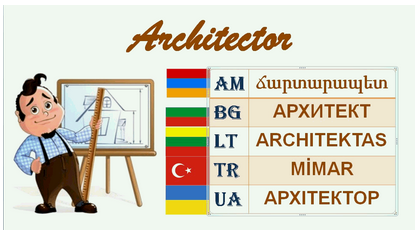 Architector
AM ճարտարապետ
BG АРХИТЕКТ
LT ARCHITEKTAS
TR MİMAR
UA АРХІТЕКТОР